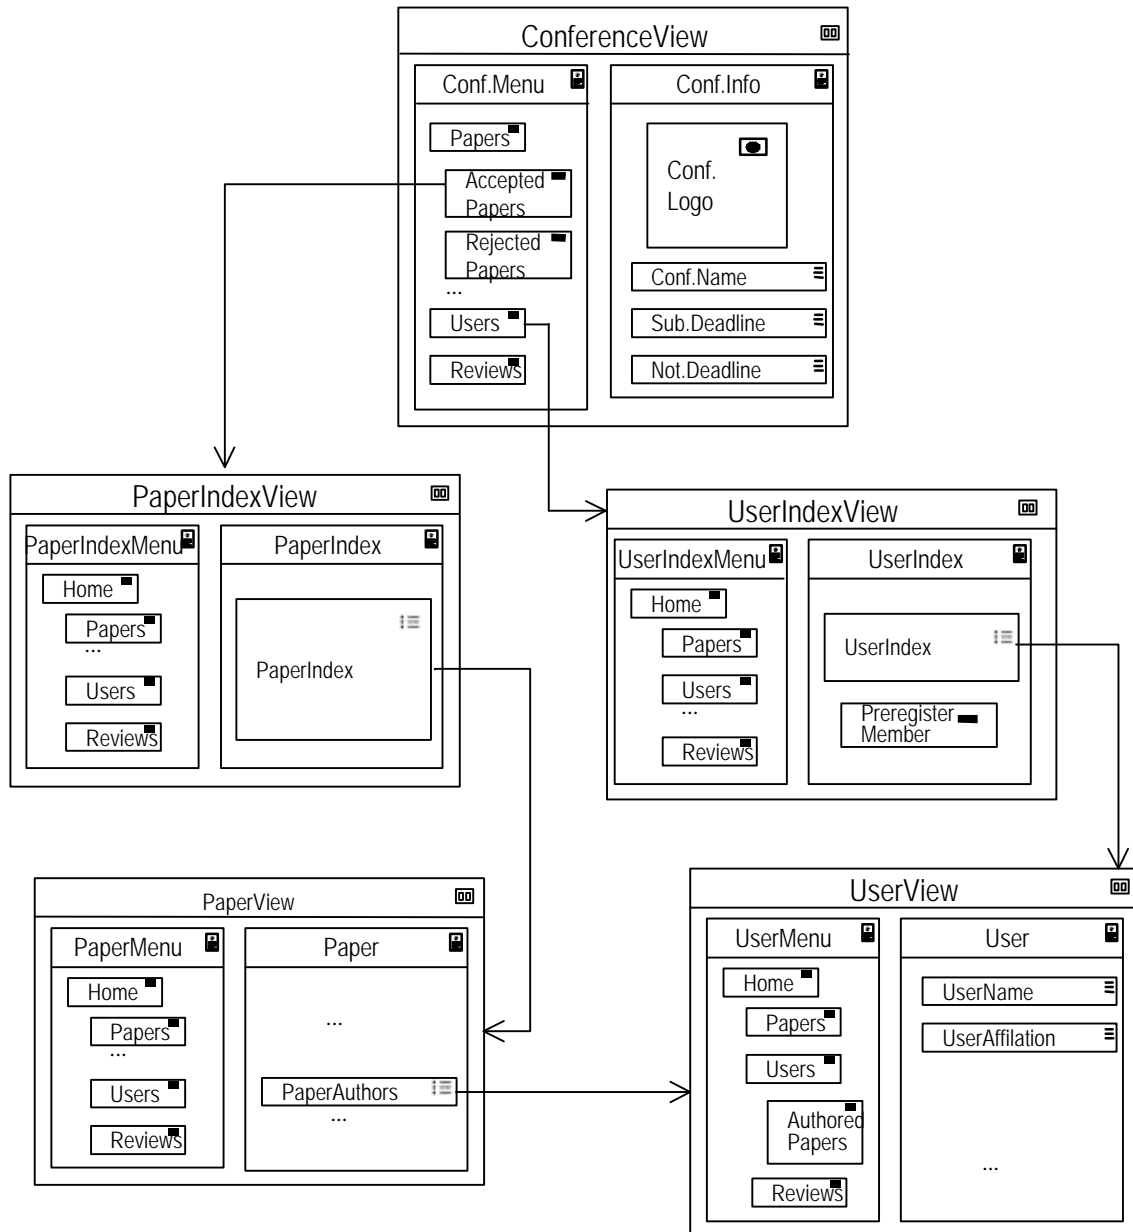 ConferenceView
Conf.Menu
Papers
Accepted
Papers
Rejected
Papers
...
Users
Reviews
Conf.Info
Conf.
Logo
Conf.Name
Sub.Deadline
Not.Deadline
PaperIndexView
PaperIndexMenu
Home
Papers
...
Users
Reviews
PaperIndex
PaperIndex
UserIndexView
UserIndexMenu
Home
Papers
Users
...
Reviews
UserIndex
UserIndex
Preregister
Member
PaperView
PaperMenu
Home
Papers
...
Users
Reviews
Paper
...
PaperAuthors
...
UserView
UserMenu
Home
Papers
Users
Authored
Papers
Reviews
User
UserName
UserAffilation
...